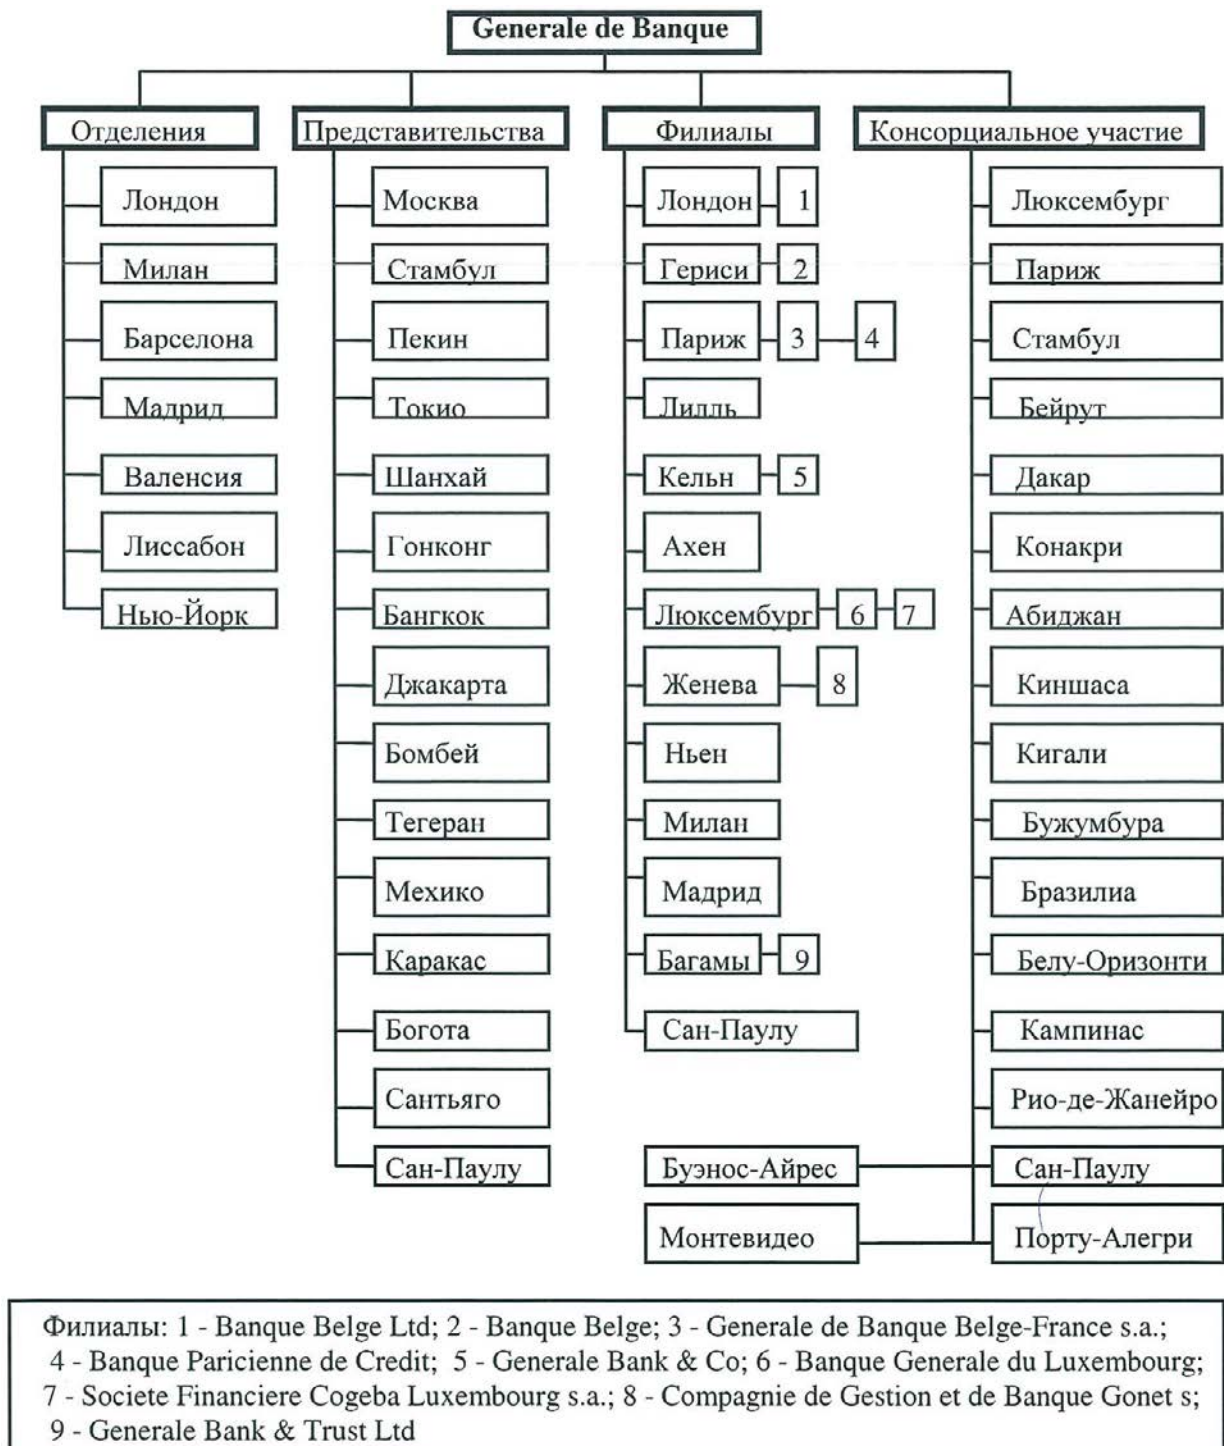 Generale de Banque
Отделения
Представительства
Филиалы
Консорциальное участие
Лондон
Милан
Барселона
Мадрид
Валенсия
Лиссабон
Нью-Йорк
Москва
Стамбул
Пекин
Токио
Шанхай
Гонконг
Бангкок
Джакарта
Бомбей
Тегеран
Мехико
Каракас
Богота
Сантьяго
Сан-Паулу
Лондон 1
Гериси 2
Париж 3 4
Лилль
Кельн 5
Ахен
Люксембург 6 7
Женева 8
Ньен
Милан
Мадрид
Багамы 9
Сан-Паулу
Буэнос-Айрес
Монтевидео
Люксембург
Париж
Стамбул
Бейрут
Дакар
Конакри
Абиджан
Киншаса
Кигали
Бужумбура
Бразилиа
Белу-Оризонти
Кампинас
Рио-де-Жанейро
Сан-Паулу
Порту-Алегри
Филиалы: 1 - Banque Belge Ltd; 2 - Banque Belge; 3 - Generale de Banque Belge-France s.a.;
4 - Banque Paricienne de Credit; 5 - Generale Bank & Co; 6 - Banque Generale du Luxembourg;
7 - Societe Financiere Cogeba Luxembourg s.a.; 8 - Compagnie de Gestion et de Banque Gonet s;
9 - Generale Bank & Trust Ltd